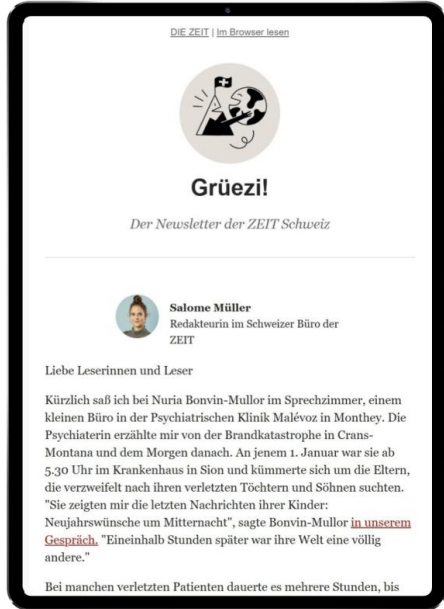 DIE ZEIT | Im Browser lesen
Grüezi!
Der Newsletter der ZEIT Schweiz
Salome Müller
Redakteurin im Schweizer Büro der
ZEIT
Liebe Leserinnen und Leser
Kürzlich saß ich bei Nuria Bonvin-Mullor im Sprechzimmer, einem
kleinen Büro in der Psychiatrischen Klinik Malévoz in Monthey. Die
Psychiaterin erzählte mir von der Brandkatastrophe in Crans-
Montana und dem Morgen danach. An jenem 1. Januar war sie ab
5.30 Uhr im Krankenhaus in Sion und kümmerte sich um die Eltern,
die verzweifelt nach ihren verletzten Töchtern und Söhnen suchten.
"Sie zeigten mir die letzten Nachrichten ihrer Kinder:
Neujahrswünsche um Mitternacht", sagte Bonvin-Mullor in unserem
Gespräch. "Eineinhalb Stunden später war ihre Welt eine völlig
andere."
Bei manchen verletzten Patienten dauerte es mehrere Stunden, bis